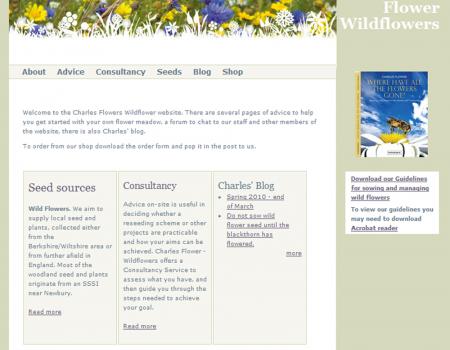 Flower
Wildflowers
About Advice Consultancy Seeds Blog Shop
CHARLES FLOWER
WHERE HAVE ALL
THE FLOWERS
GONE?
Welcome to the Charles Flowers Wildflower website. There are several pages of advice to help
you get started with your own flower meadow, a forum to chat to our staff and other members of
the website, there is also Charles' blog.
To order from our shop download the order form and pop it in the post to us.
Seed sources
Wild Flowers. We aim to
supply local seed and
plants, collected either
from the
Berkshire/Wiltshire area or
from further afield in
England. Most of the
woodland seed and plants
originate from an SSSI
near Newbury.
Read more
Consultancy
Advice on-site is useful in
deciding whether a
reseeding scheme or other
projects are practicable
and how your aims can be
achieved. Charles Flower -
Wildflowers offers a
Consultancy Service to
assess what you have, and
then guide you through the
steps needed to achieve
your goal.
Read more
Charles' Blog
Spring 2010 - end
of March
Do not sow wild
flower seed until the
blackthorn has
flowered.
more
Download our Guidelines
for sowing and managing
wild flowers
To view our guidelines you
may need to download
Acrobat reader